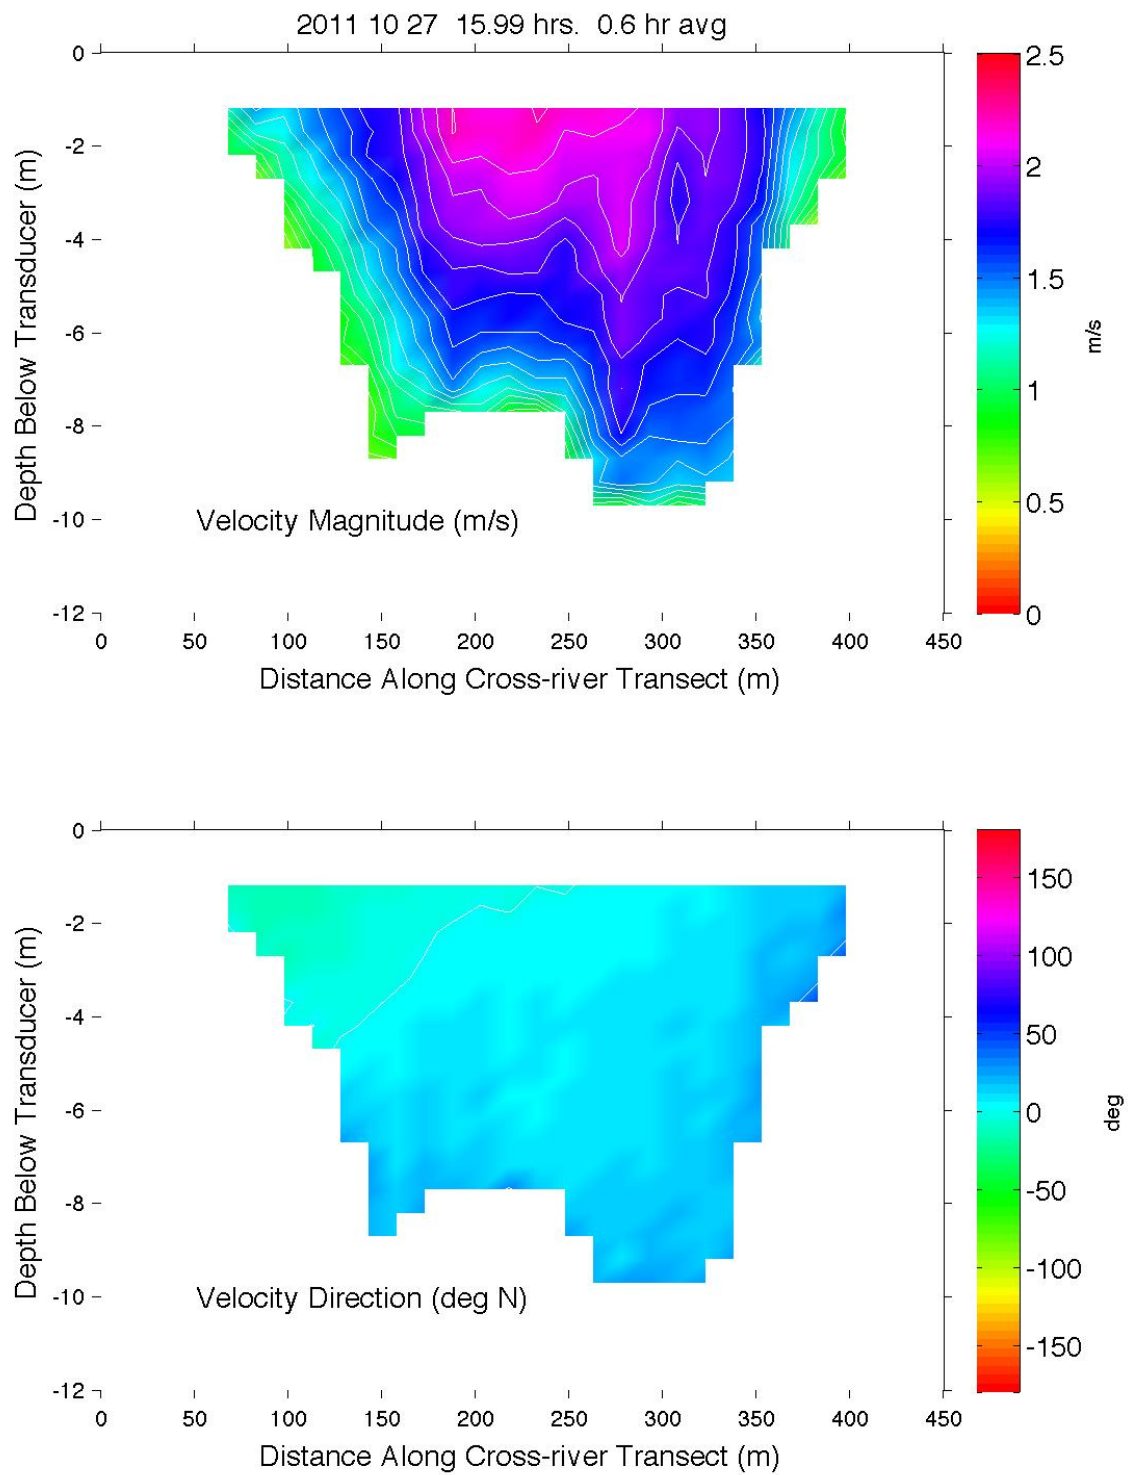 2011 10 27 15.99 hrs. 0.6 hr avg
0
-2
-4
-6
-8
-10
-12
Depth Below Transducer (m)
Velocity Magnitude (m/s)
0 50 100 150 200 250 300 350 400 450
Distance Along Cross-river Transect (m)
2.5
2
1.5
1
0.5
0
m/s
0
-2
-4
-6
-8
-10
-12
Depth Below Transducer (m)
Velocity Direction (deg N)
0 50 100 150 200 250 300 350 400 450
Distance Along Cross-river Transect (m)
150
100
50
0
-50
-100
-150
deg